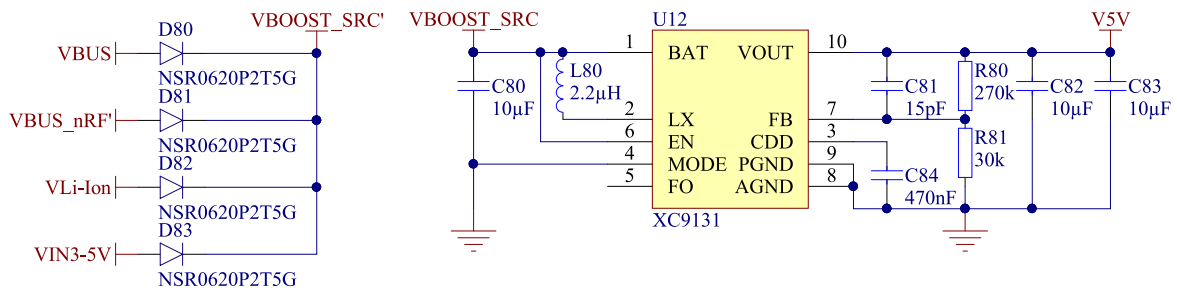 D80
VBUS
NSR0620P2T5G
D81
VBUS_nRF'
NSR0620P2T5G
D82
VLi-Ion
NSR0620P2T5G
D83
VIN3-5V
NSR0620P2T5G
VBOOST_SRC'
VBOOST_SRC
C80
10µF
L80
2.2µH
U12
1 BAT VOUT 10
2 LX FB 7
6 EN CDD 3
4 MODE PGND 9
5 FO AGND 8
XC9131
C81
15pF
R80
270k
R81
30k
C84
470nF
C82
10µF
V5V
C83
10µF